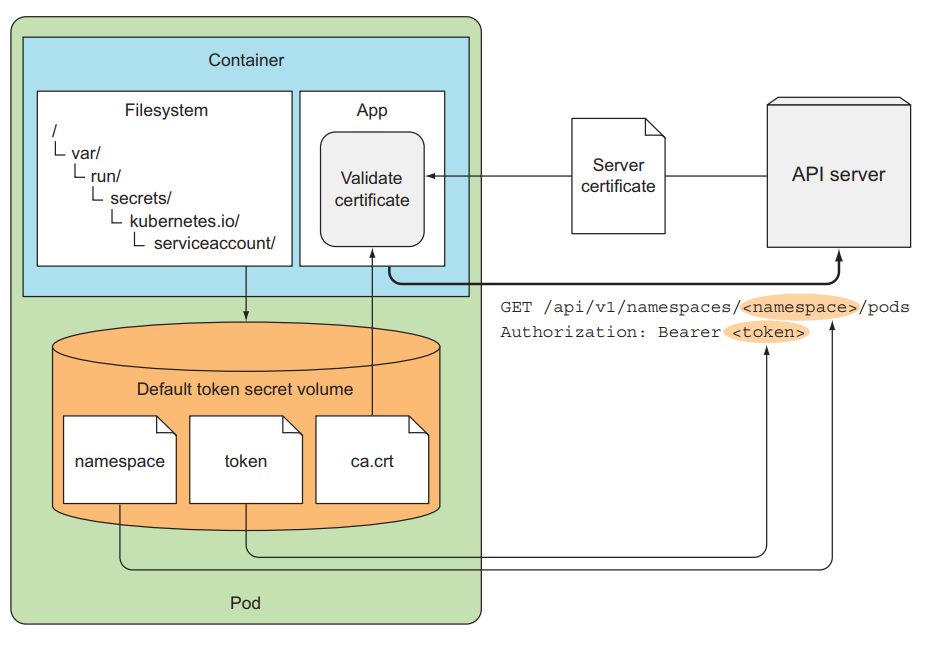 Container
Filesystem
/
var/
run/
secrets/
kubernetes.io/
serviceaccount/
App
Validate
certificate
Server
certificate
API server
GET /api/v1/namespaces/<namespace>/pods
Authorization: Bearer <token>
Default token secret volume
namespace
token
ca.crt
Pod